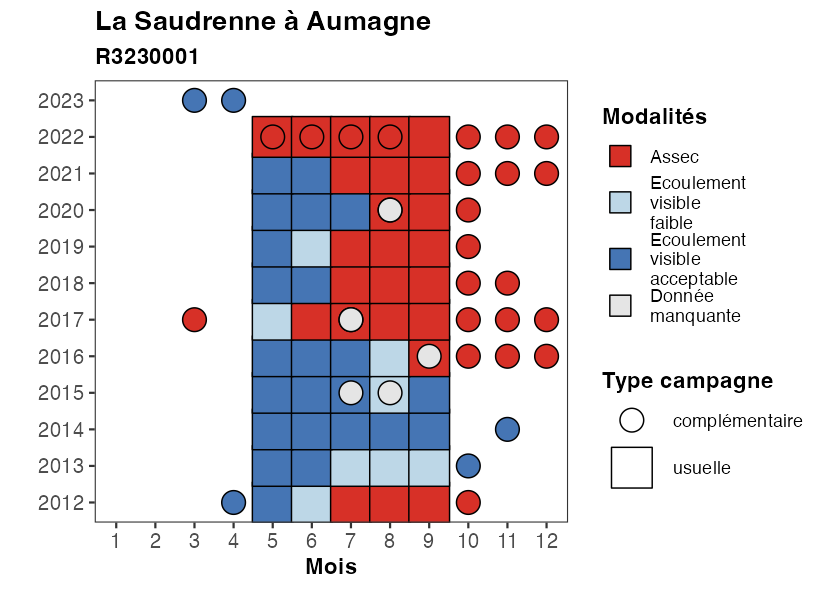 La Saudrenne à Aumagne
R3230001
2023
2022
2021
2020
2019
2018
2017
2016
2015
2014
2013
2012
1 2 3 4 5 6 7 8 9 10 11 12
Mois
Modalités
Assec
Ecoulement
visible
faible
Ecoulement
visible
acceptable
Donnée
manquante
Type campagne
complémentaire
usuelle